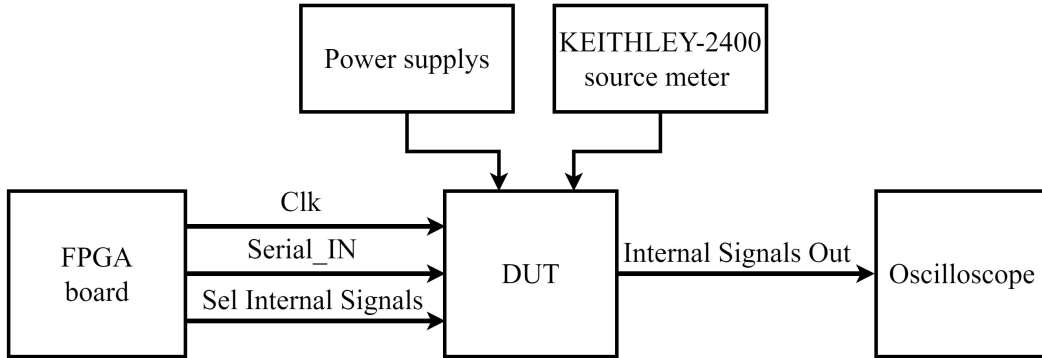 Power supplys
KEITHLEY-2400
source meter
FPGA
board
Clk
Serial_IN
Sel Internal Signals
DUT
Internal Signals Out
Oscilloscope